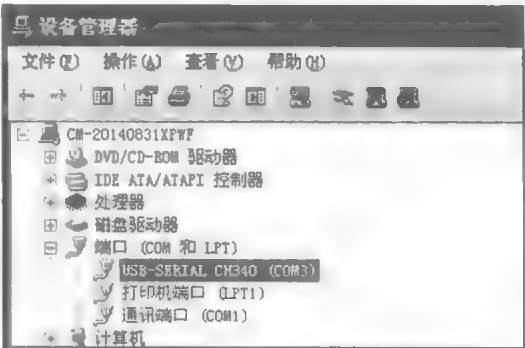 设备管理器
文件(F) 操作(A) 查看(V) 帮助(H)
CM-20140831XPWF
DVD/CD-ROM 驱动器
IDE ATA/ATAPI 控制器
处理器
磁盘驱动器
端口 (COM 和 LPT)
USB-SERIAL CH340 (COM3)
打印机端口 (LPT1)
通讯端口 (COM1)
计算机